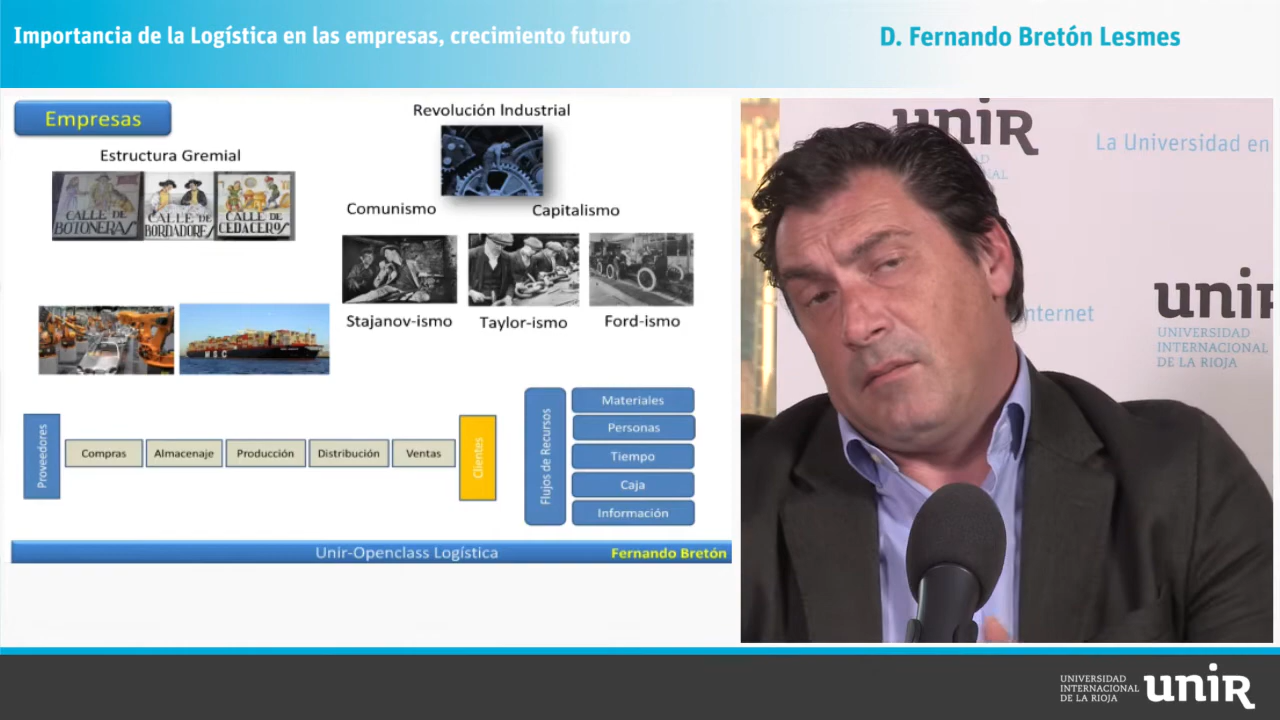 Importancia de la Logística en las empresas, crecimiento futuro
D. Fernando Bretón Lesmes
Empresas
Revolución Industrial
Estructura Gremial
CALLE DE
BOTONERAS
CALLE DE
BORDADORES
CALLE DE
CEDACEROS
Comunismo
Capitalismo
Stajanov-ismo
Taylor-ismo
Ford-ismo
MSC
Proveedores
Compras
Almacenaje
Producción
Distribución
Ventas
Clientes
Flujos de Recursos
Materiales
Personas
Tiempo
Caja
Información
Unir-Openclass Logística
Fernando Bretón
unir
La Universidad en
nternet
unir
UNIVERSIDAD
INTERNACIONAL
DE LA RIOJA
UNIVERSIDAD
INTERNACIONAL
DE LA RIOJA
unir